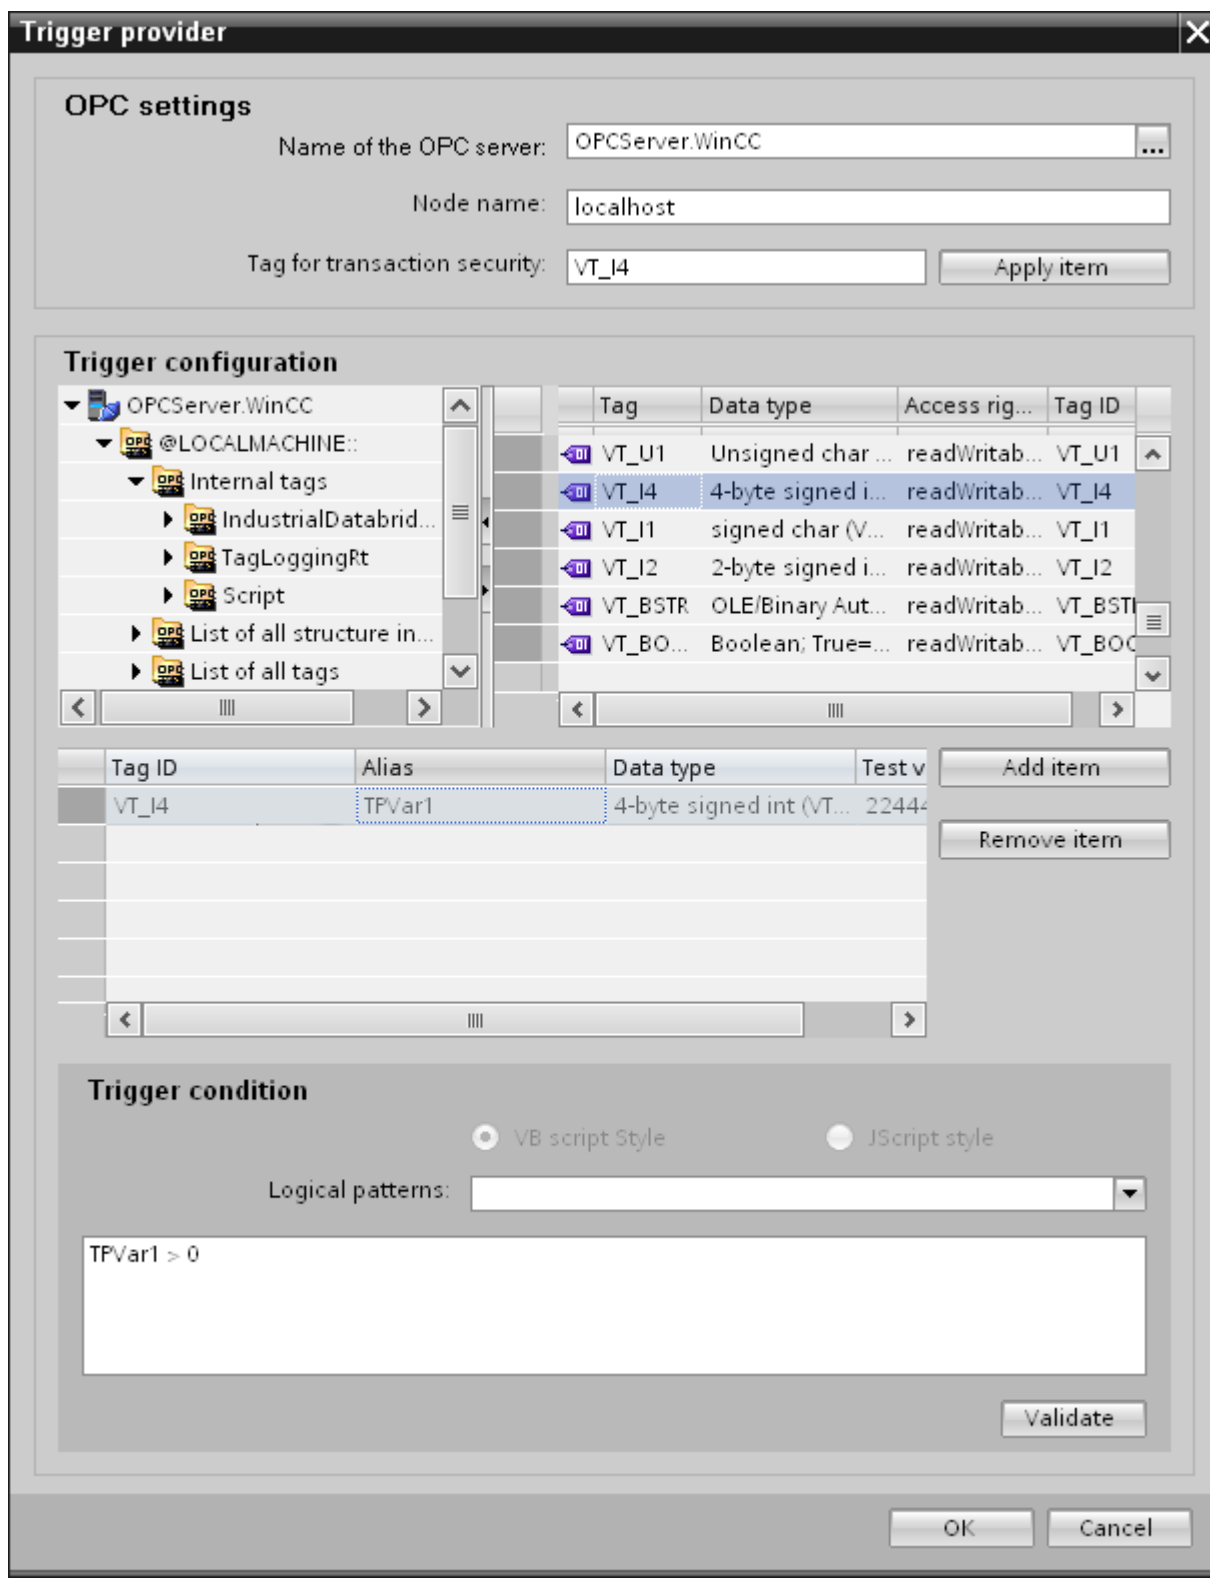 Trigger provider
OPC settings
Name of the OPC server: OPCServer.WinCC ...
Node name: localhost
Tag for transaction security: VT_I4 Apply item
Trigger configuration
OPCServer.WinCC
@LOCALMACHINE::
Internal tags
IndustrialDatabrid...
TagLoggingRt
Script
List of all structure in...
List of all tags
Tag Data type Access rig... Tag ID
VT_U1 Unsigned char ... readWritab... VT_U1
VT_I4 4-byte signed i... readWritab... VT_I4
VT_I1 signed char (V... readWritab... VT_I1
VT_I2 2-byte signed i... readWritab... VT_I2
VT_BSTR OLE/Binary Aut... readWritab... VT_BST
VT_BO... Boolean; True=... readWritab... VT_BOO
Tag ID Alias Data type Test v
VT_I4 TPVar1 4-byte signed int (VT... 22444
Add item
Remove item
Trigger condition
VB script Style JScript style
Logical patterns:
TPVar1 > 0
Validate
OK Cancel